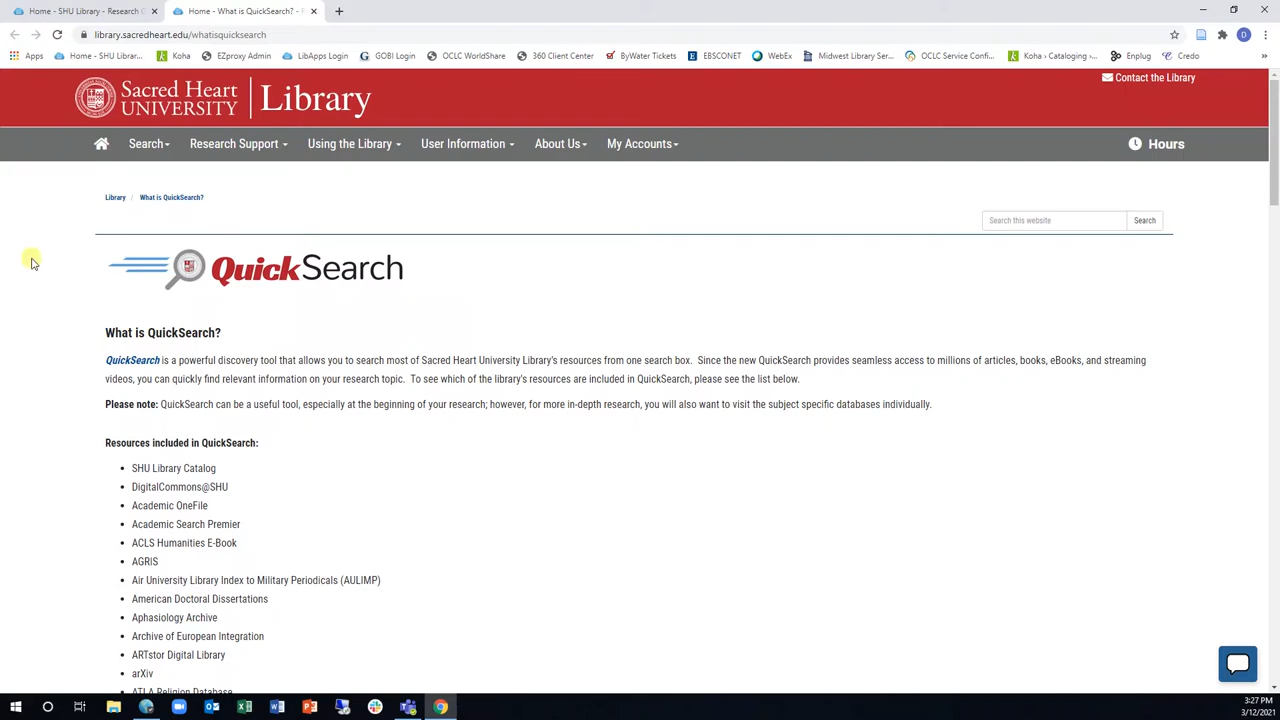 Home - SHU Library - Research G
Home - What is QuickSearch? - R
library.sacredheart.edu/whatisquicksearch
Apps
Home - SHU Librar...
Koha
EZproxy Admin
LibApps Login
GOBI Login
OCLC WorldShare
360 Client Center
ByWater Tickets
EBSCONET
WebEx
Midwest Library Ser...
OCLC Service Confi...
Koha › Cataloging ›...
Enplug
Credo
»
D
Contact the Library
Sacred Heart
UNIVERSITY
Library
Search
Research Support
Using the Library
User Information
About Us
My Accounts
Hours
Library / What is QuickSearch?
Search this website
Search
QuickSearch
What is QuickSearch?
QuickSearch is a powerful discovery tool that allows you to search most of Sacred Heart University Library's resources from one search box. Since the new QuickSearch provides seamless access to millions of articles, books, eBooks, and streaming
videos, you can quickly find relevant information on your research topic. To see which of the library's resources are included in QuickSearch, please see the list below.
Please note: QuickSearch can be a useful tool, especially at the beginning of your research; however, for more in-depth research, you will also want to visit the subject specific databases individually.
Resources included in QuickSearch:
• SHU Library Catalog
• DigitalCommons@SHU
• Academic OneFile
• Academic Search Premier
• ACLS Humanities E-Book
• AGRIS
• Air University Library Index to Military Periodicals (AULIMP)
• American Doctoral Dissertations
• Aphasiology Archive
• Archive of European Integration
• ARTstor Digital Library
• arXiv
• ATLA Religion Database
3:27 PM
3/12/2021